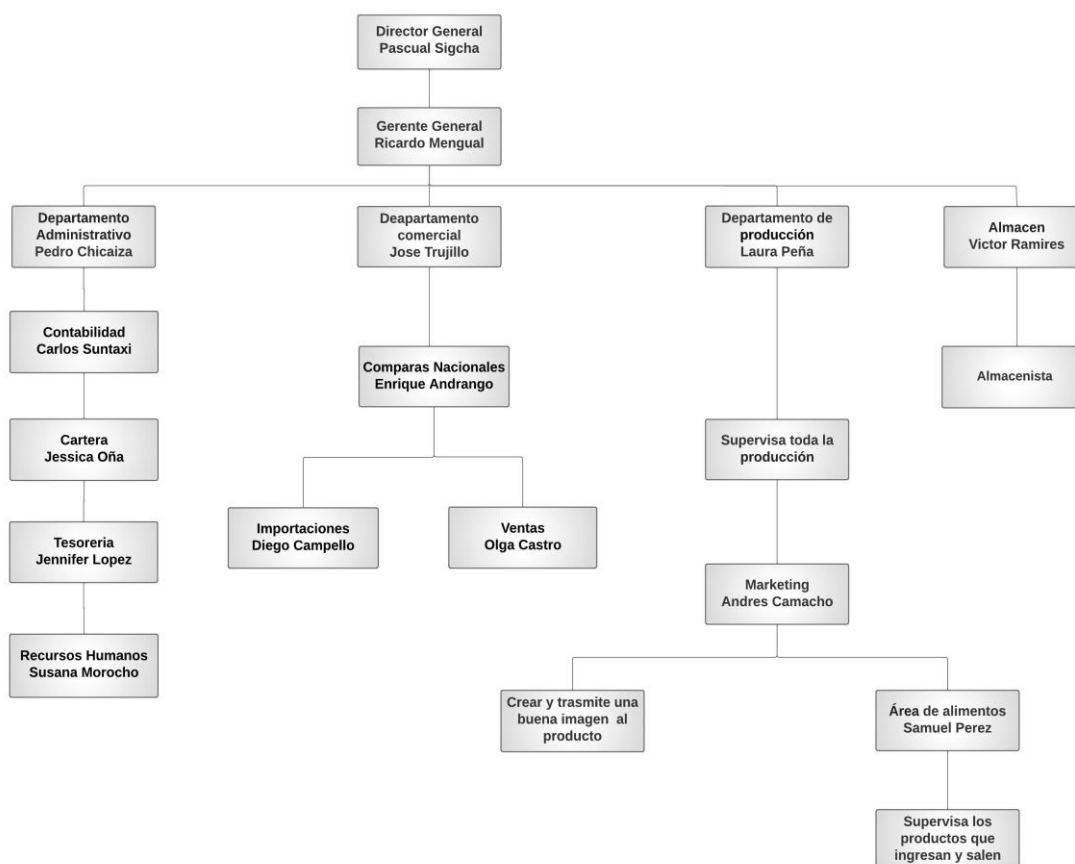 Director General
Pascual Sigcha
Gerente General
Ricardo Mengual
Departamento
Administrativo
Pedro Chicaiza
Deapartamento
comercial
Jose Trujillo
Departamento de
producción
Laura Peña
Almacen
Victor Ramires
Contabilidad
Carlos Suntaxi
Comparas Nacionales
Enrique Andrango
Almacenista
Cartera
Jessica Oña
Supervisa toda la
producción
Importaciones
Diego Campello
Ventas
Olga Castro
Tesoreria
Jennifer Lopez
Marketing
Andres Camacho
Recursos Humanos
Susana Morocho
Crear y trasmite una
buena imagen al
producto
Área de alimentos
Samuel Perez
Supervisa los
productos que
ingresan y salen